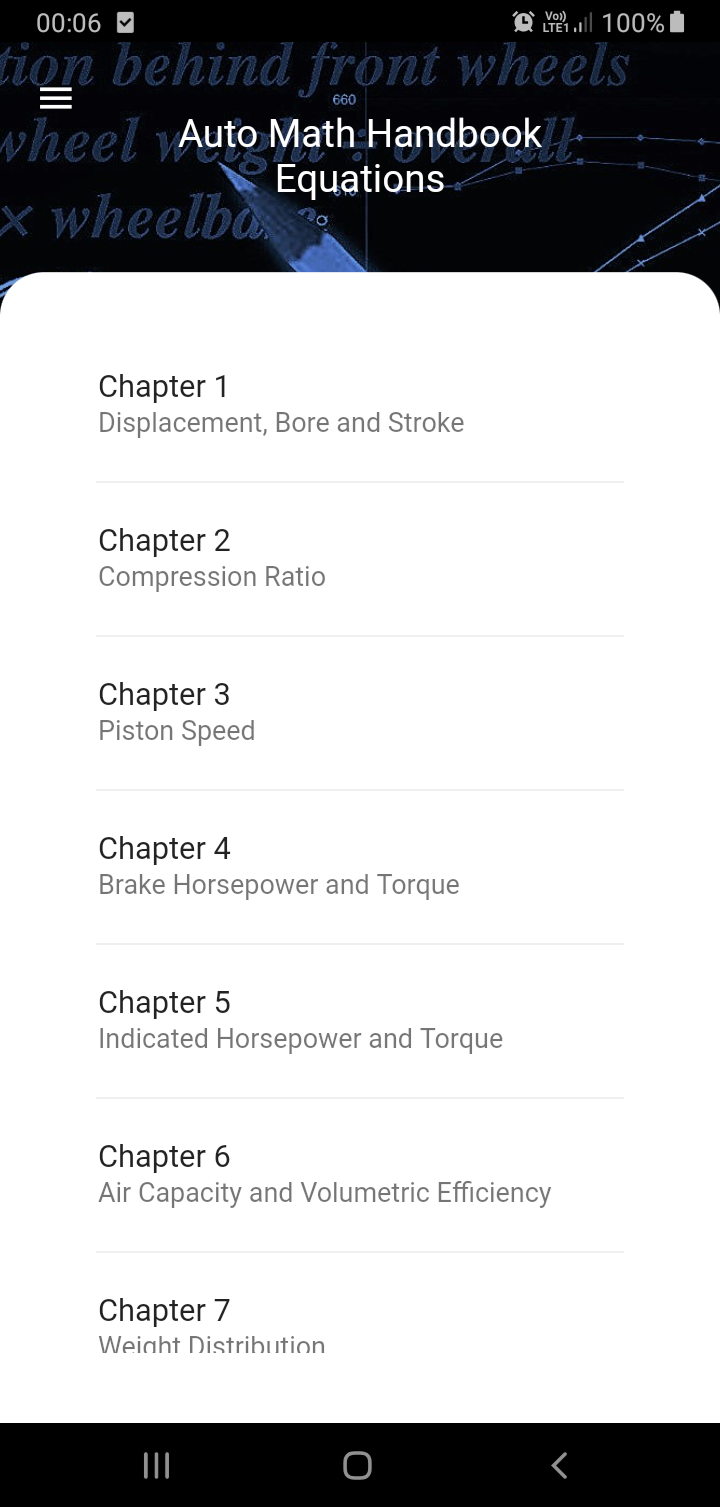 00:06
Vo))
LTE1
100%
tion behind front wheels
660
wheel weight ÷ overall
Auto Math Handbook
Equations
× wheelba
Chapter 1
Displacement, Bore and Stroke
Chapter 2
Compression Ratio
Chapter 3
Piston Speed
Chapter 4
Brake Horsepower and Torque
Chapter 5
Indicated Horsepower and Torque
Chapter 6
Air Capacity and Volumetric Efficiency
Chapter 7
Weight Distribution